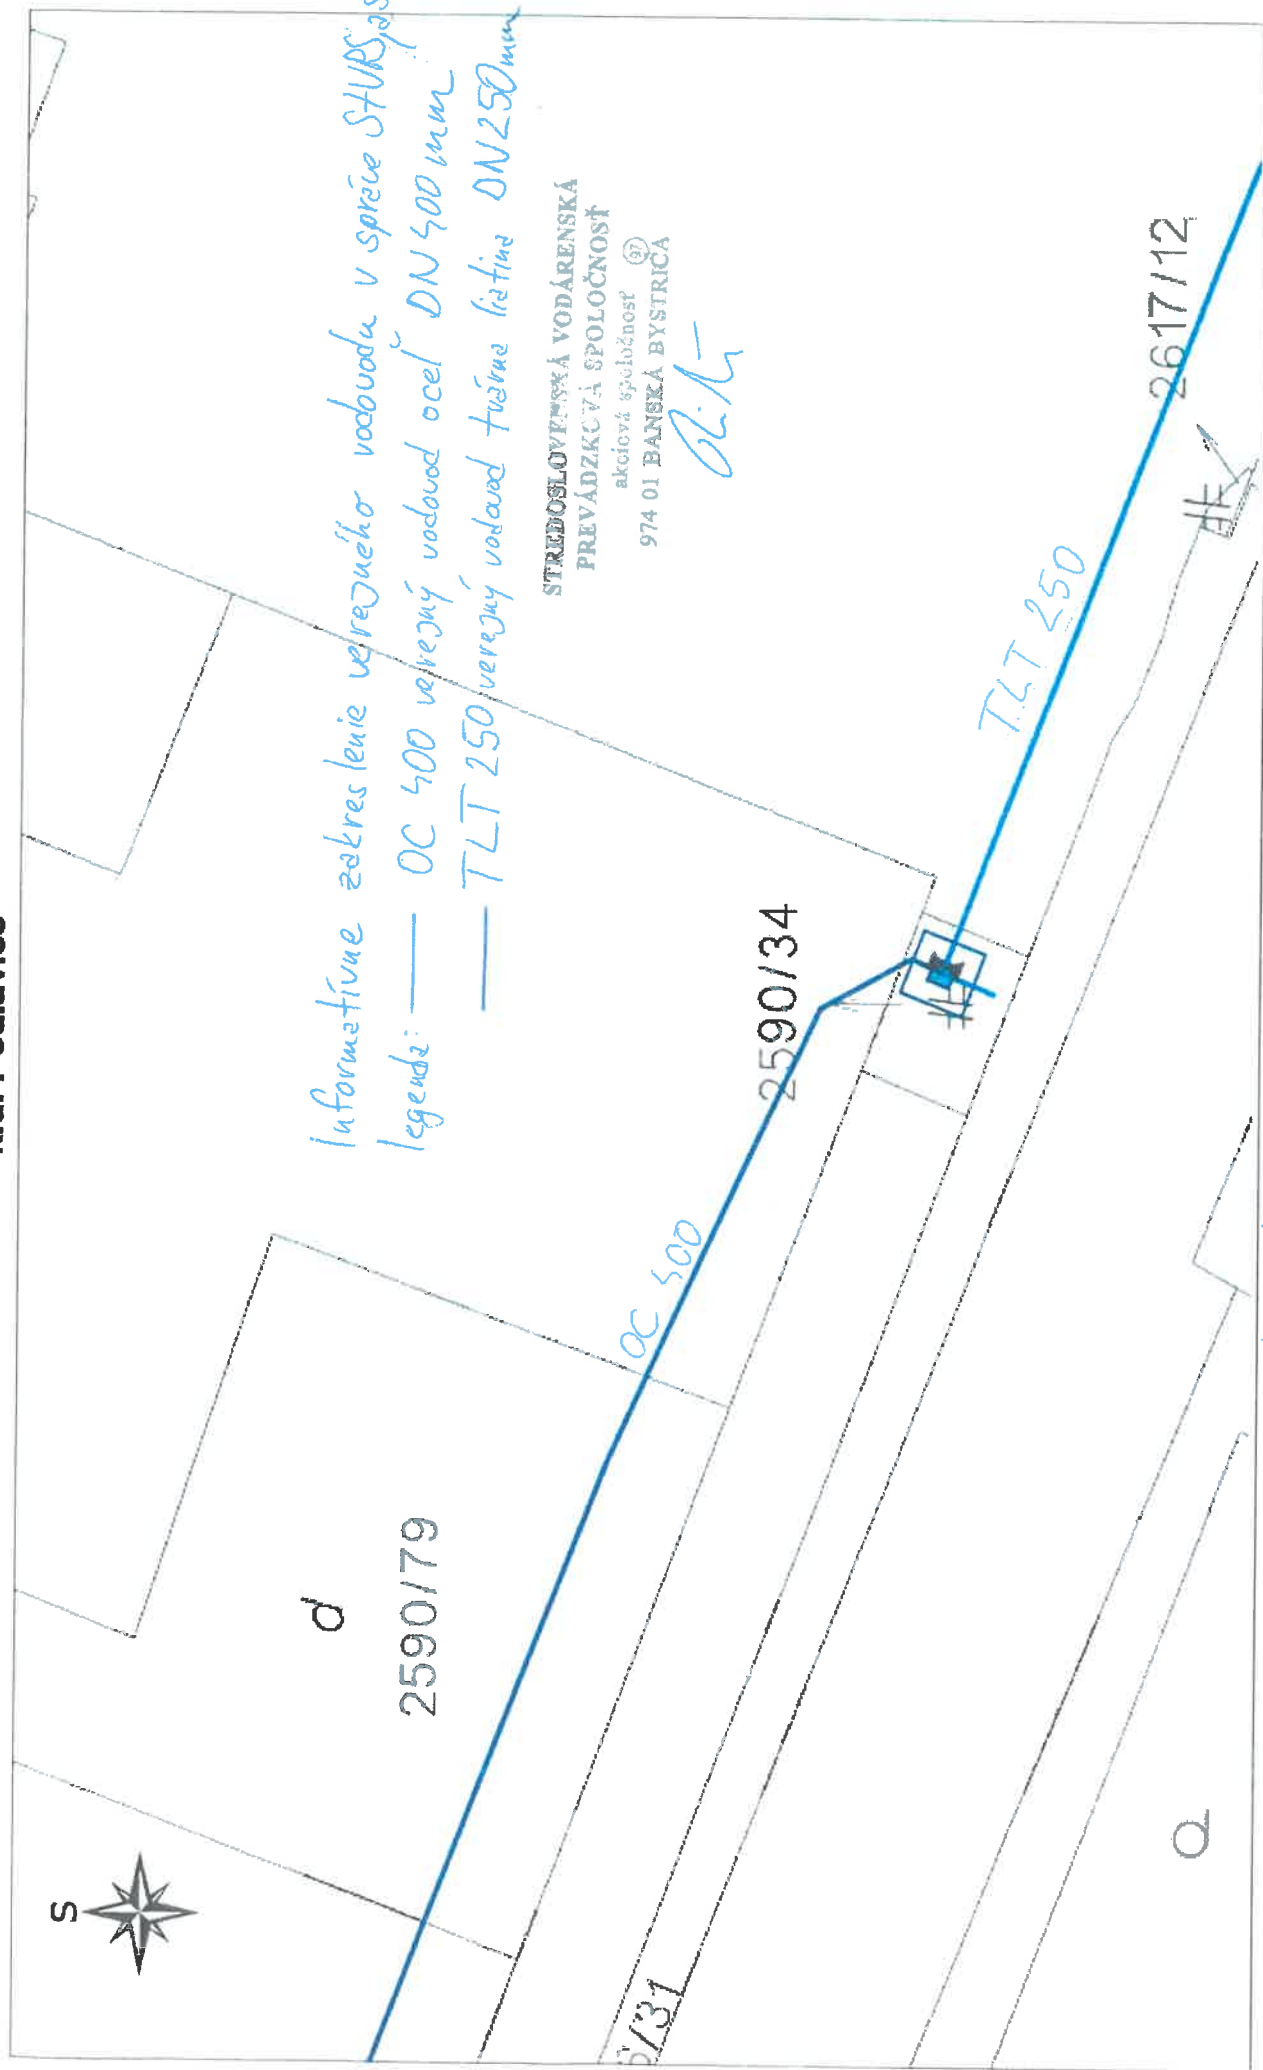 S
Informatívne zakreslenie verejného vodovodu v správe StVPS, as
legenda: — OC 400 verejný vodovod oceľ DN 400 mm
— TLT 250 verejný vodovod tvárna liatina DN 250 mm
STREDOSLOVENSKÁ VODÁRENSKÁ
PREVÁDZKOVÁ SPOLOČNOSŤ
akciová spoločnosť 97
974 01 BANSKÁ BYSTRICA
2590/79
OC 400
2590/34
TLT 250
2617/12
/31